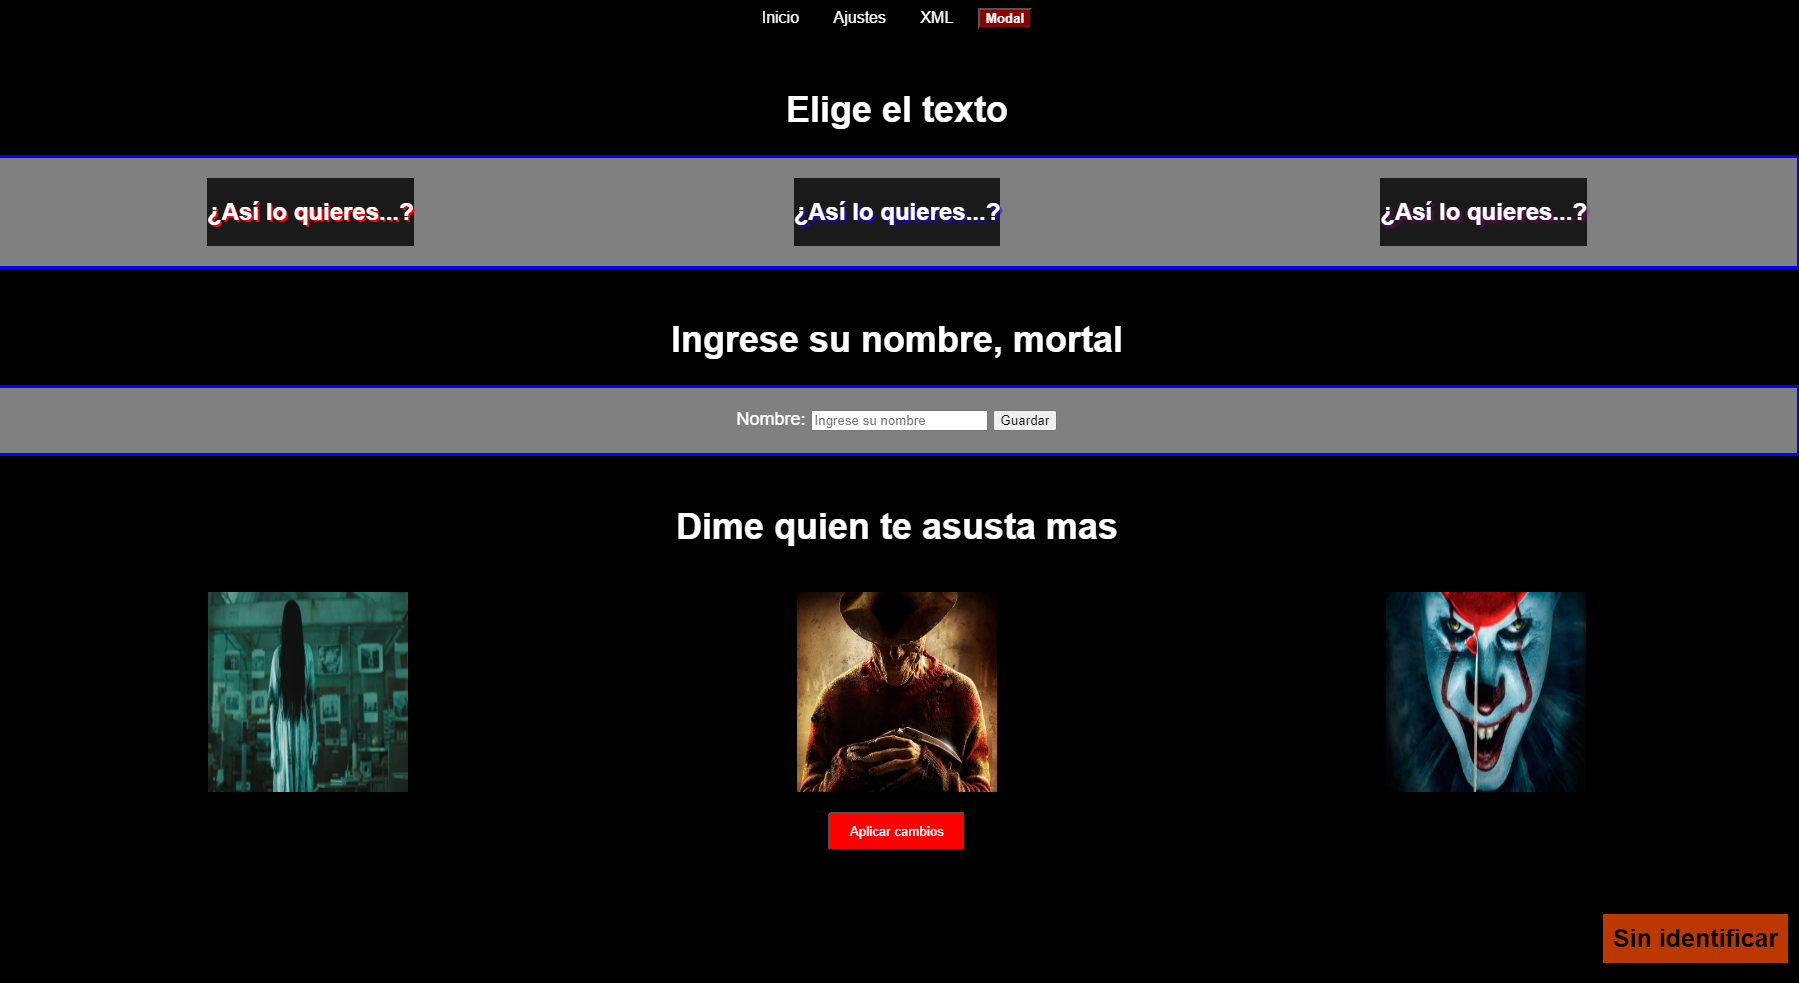 Inicio Ajustes XML Modal
Elige el texto
¿Así lo quieres...? ¿Así lo quieres...? ¿Así lo quieres...?
Ingrese su nombre, mortal
Nombre: Ingrese su nombre Guardar
Dime quien te asusta mas
Aplicar cambios
Sin identificar